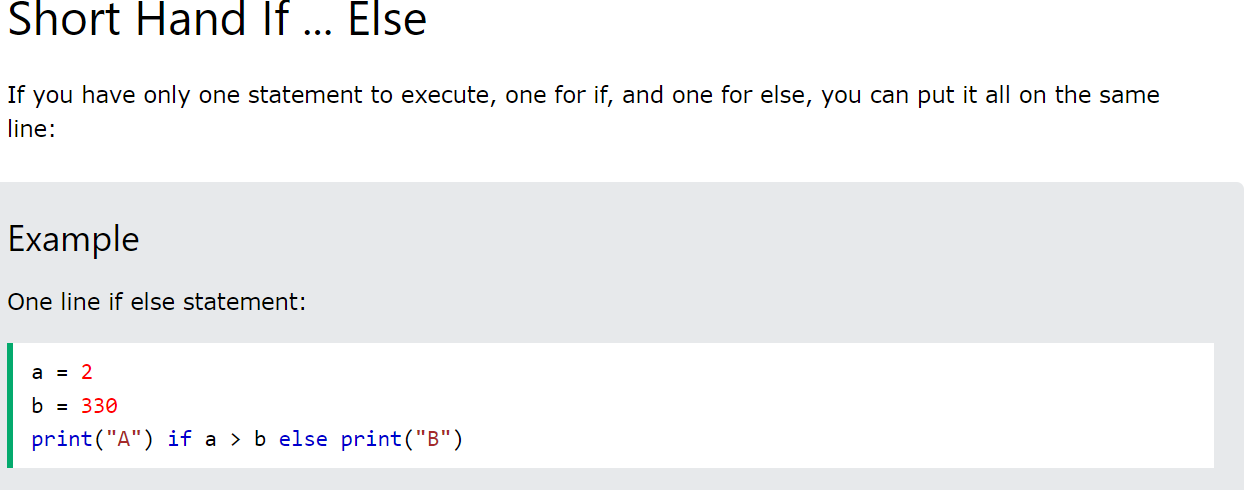 Short Hand If ... Else
If you have only one statement to execute, one for if, and one for else, you can put it all on the same
line:
Example
One line if else statement:
a = 2
b = 330
print("A") if a > b else print("B")